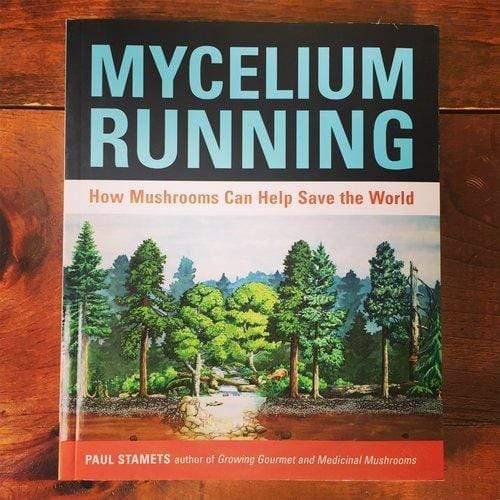 MYCELIUM
RUNNING
How Mushrooms Can Help Save the World
PAUL STAMETS author of Growing Gourmet and Medicinal Mushrooms